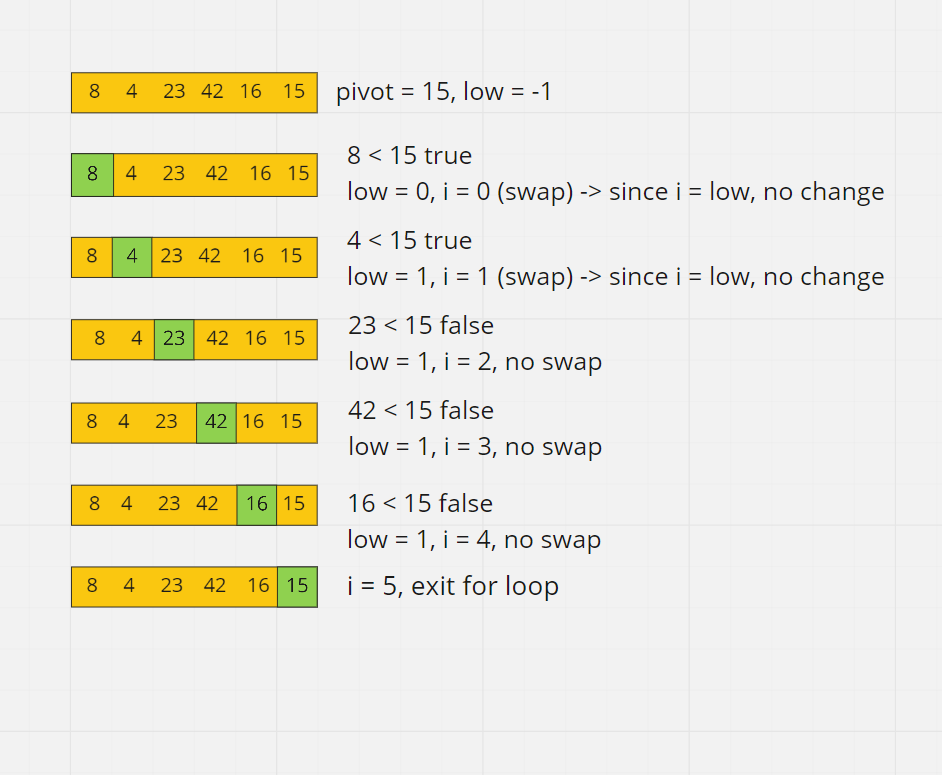 8 4 23 42 16 15 pivot = 15, low = -1
8 4 23 42 16 15 8 < 15 true
low = 0, i = 0 (swap) -> since i = low, no change
8 4 23 42 16 15 4 < 15 true
low = 1, i = 1 (swap) -> since i = low, no change
8 4 23 42 16 15 23 < 15 false
low = 1, i = 2, no swap
8 4 23 42 16 15 42 < 15 false
low = 1, i = 3, no swap
8 4 23 42 16 15 16 < 15 false
low = 1, i = 4, no swap
8 4 23 42 16 15 i = 5, exit for loop